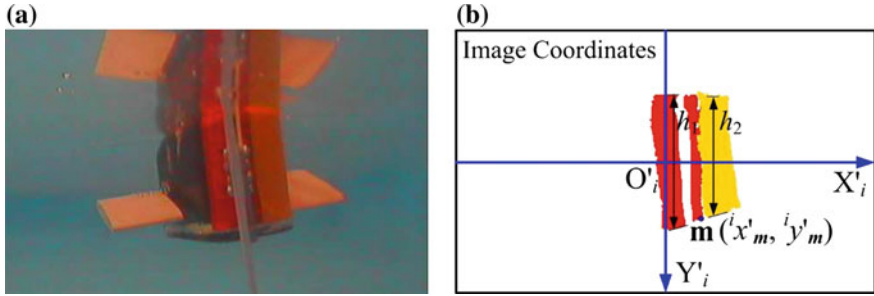 (a)
(b)
Image Coordinates
h₁
h₂
O'ᵢ
X'ᵢ
m (ⁱx'ₘ, ⁱy'ₘ)
Y'ᵢ